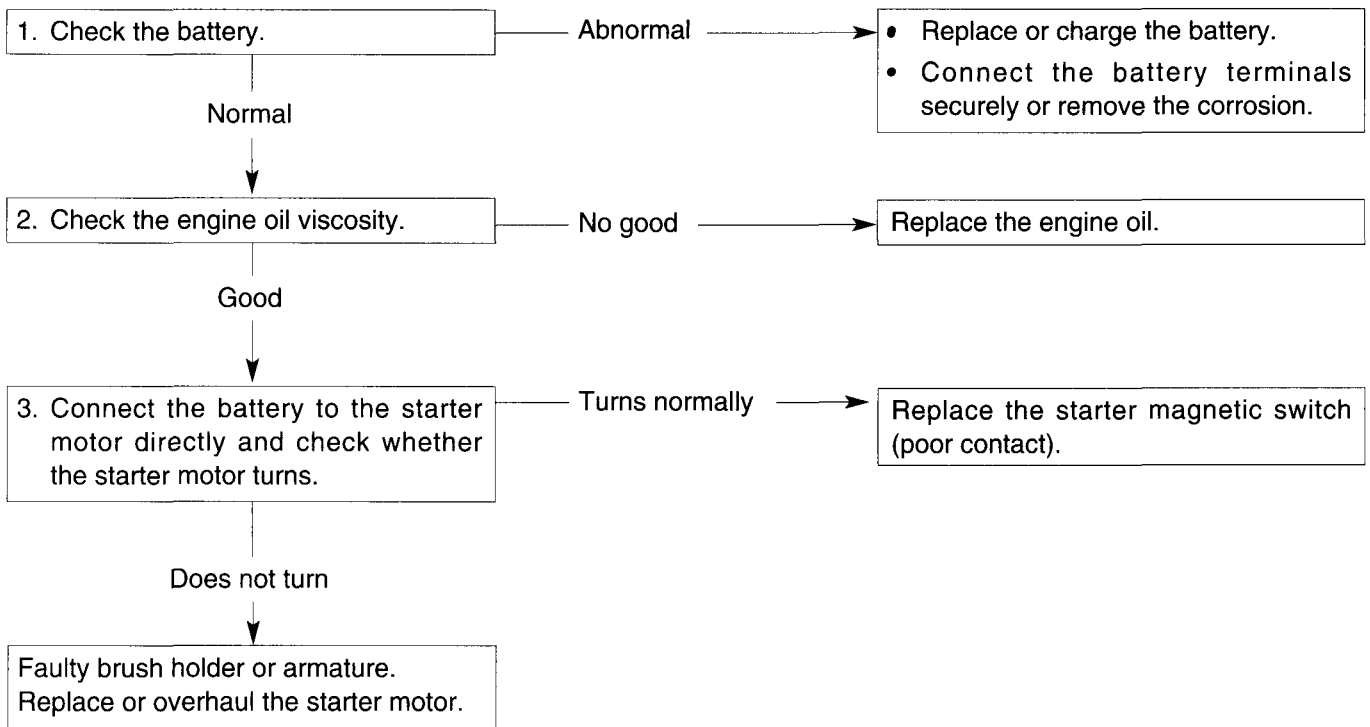 1. Check the battery.
Abnormal
• Replace or charge the battery.
• Connect the battery terminals
securely or remove the corrosion.
Normal
2. Check the engine oil viscosity.
No good
Replace the engine oil.
Good
3. Connect the battery to the starter
motor directly and check whether
the starter motor turns.
Turns normally
Replace the starter magnetic switch
(poor contact).
Does not turn
Faulty brush holder or armature.
Replace or overhaul the starter motor.